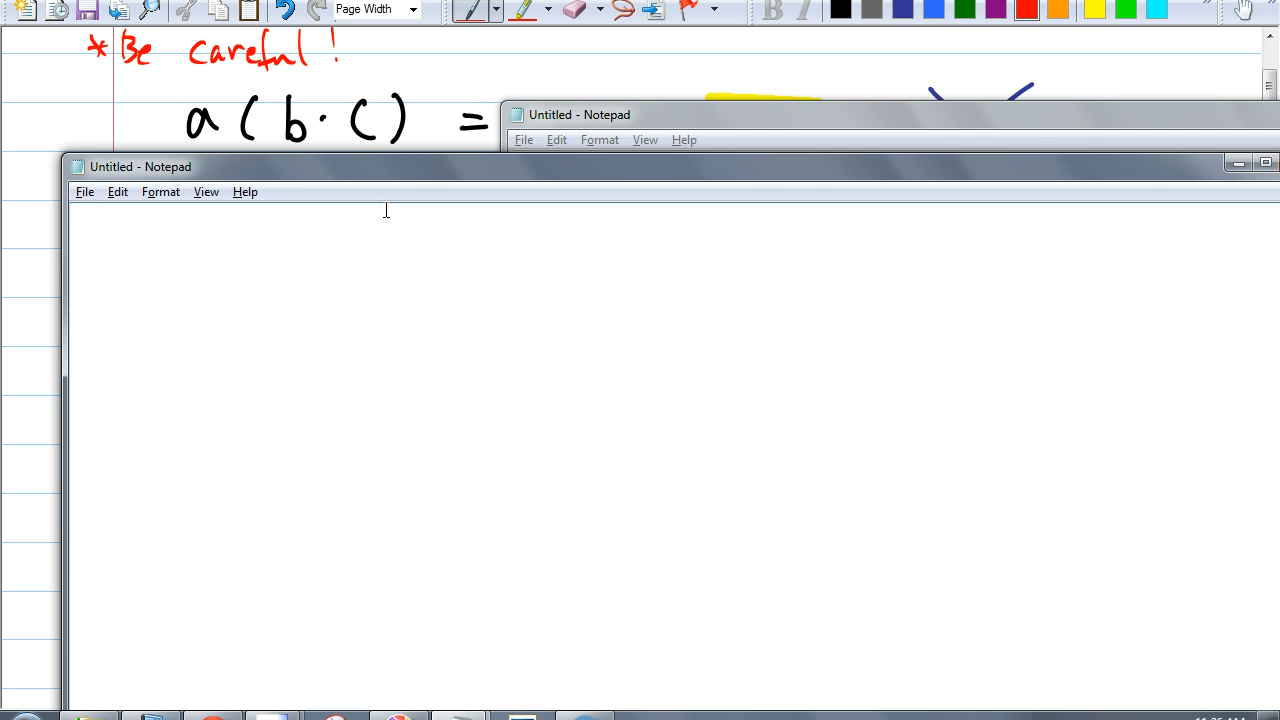 Page Width
* Be careful!
a ( b · c ) =
Untitled - Notepad
File Edit Format View Help
Untitled - Notepad
File Edit Format View Help